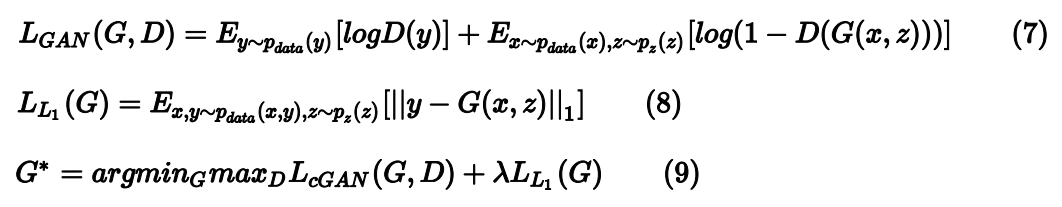 L_{GAN}(G, D) = E_{y∼p_{data}(y)}[logD(y)] + E_{x∼p_{data}(x),z∼p_z(z)}[log(1 − D(G(x, z)))] (7)
L_{L_1}(G) = E_{x,y∼p_{data}(x,y),z∼p_z(z)}[||y − G(x, z)||_1] (8)
G* = argmin_G max_D L_{cGAN}(G, D) + λL_{L_1}(G) (9)